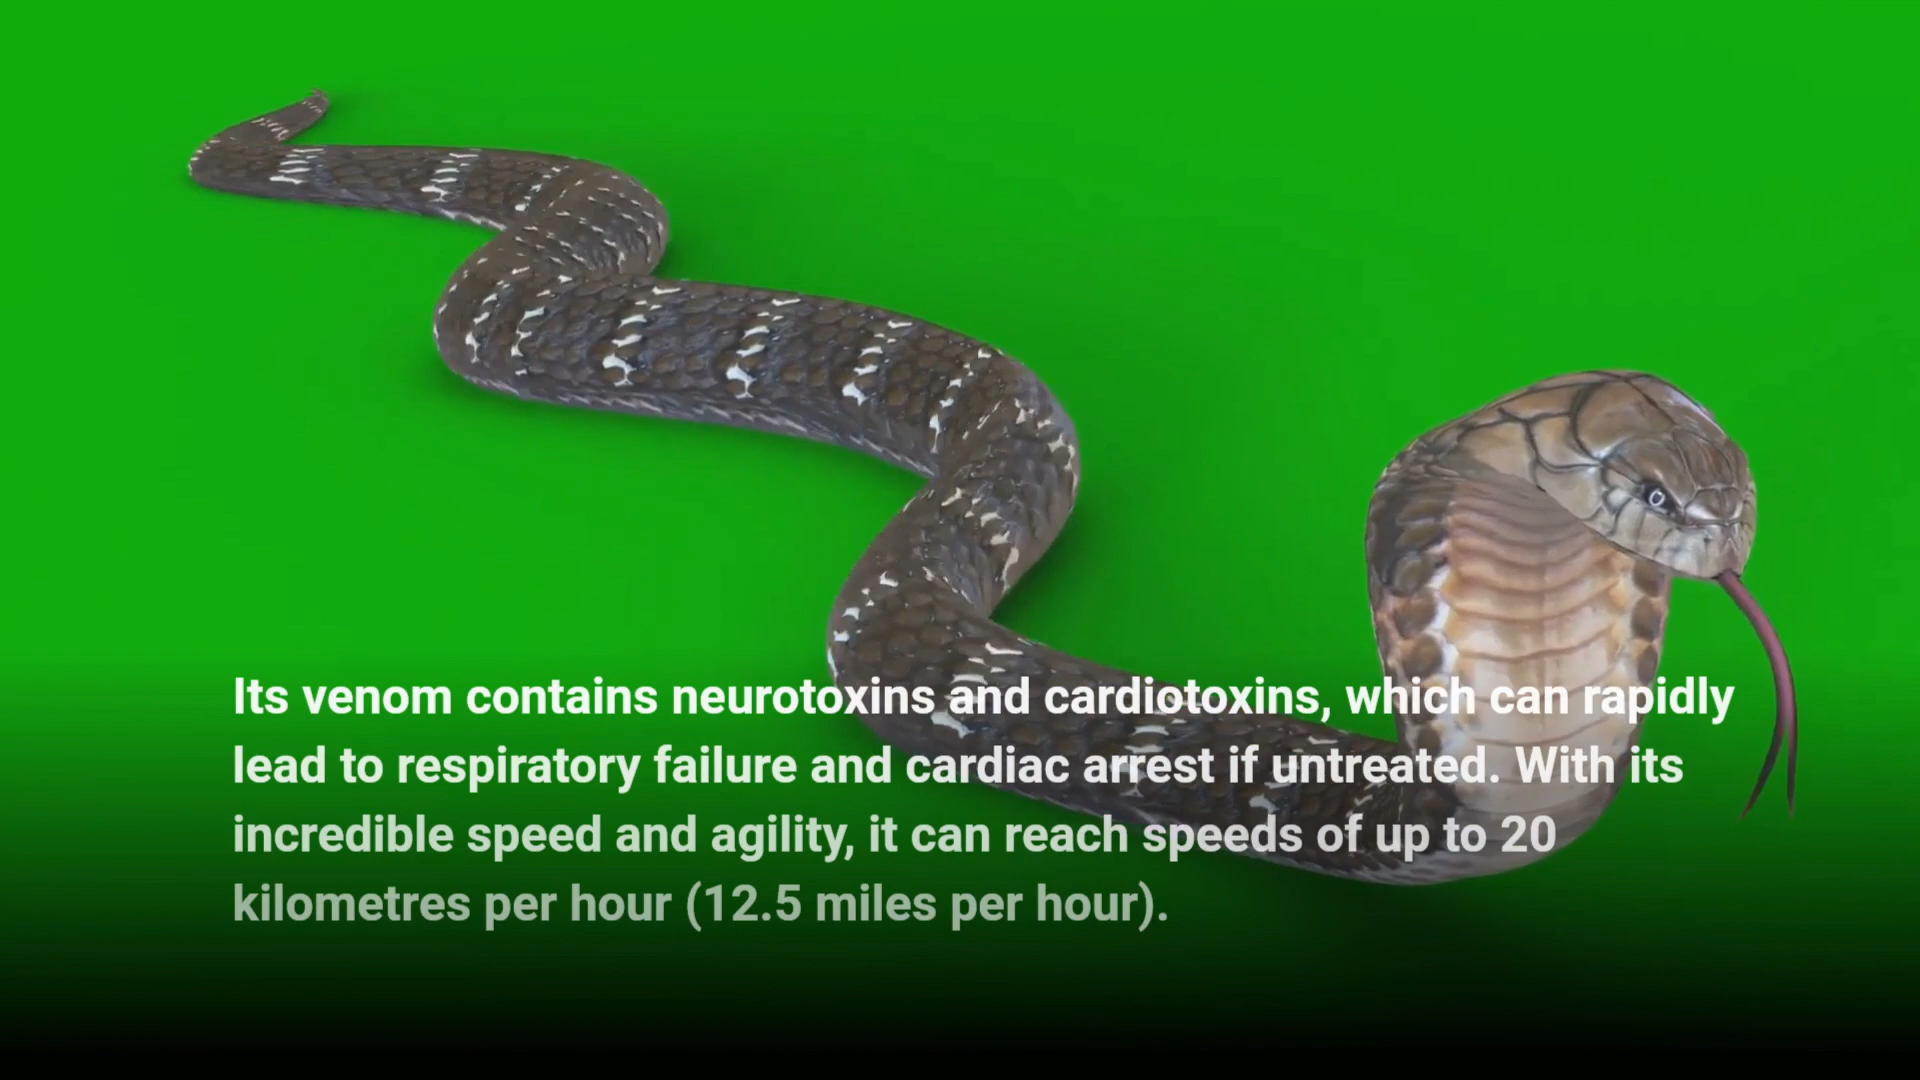 Its venom contains neurotoxins and cardiotoxins, which can rapidly
lead to respiratory failure and cardiac arrest if untreated. With its
incredible speed and agility, it can reach speeds of up to 20
kilometres per hour (12.5 miles per hour).